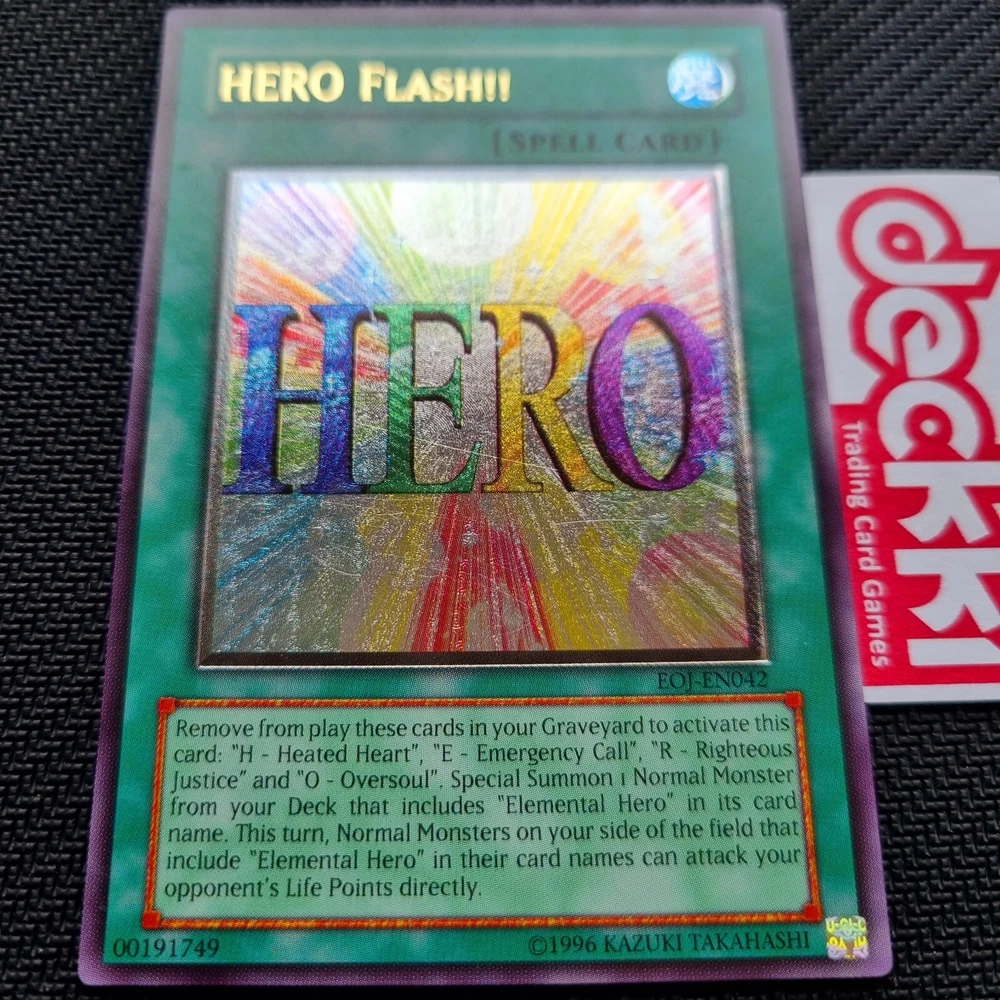 HERO FLASH!!
[SPELL CARD]
HERO
EOJ-EN042
Remove from play these cards in your Graveyard to activate this
card: "H - Heated Heart", "E - Emergency Call", "R - Righteous
Justice" and "O - Oversoul". Special Summon 1 Normal Monster
from your Deck that includes "Elemental Hero" in its card
name. This turn, Normal Monsters on your side of the field that
include "Elemental Hero" in their card names can attack your
opponent's Life Points directly.
00191749
©1996 KAZUKI TAKAHASHI
deckki
Trading Card Games